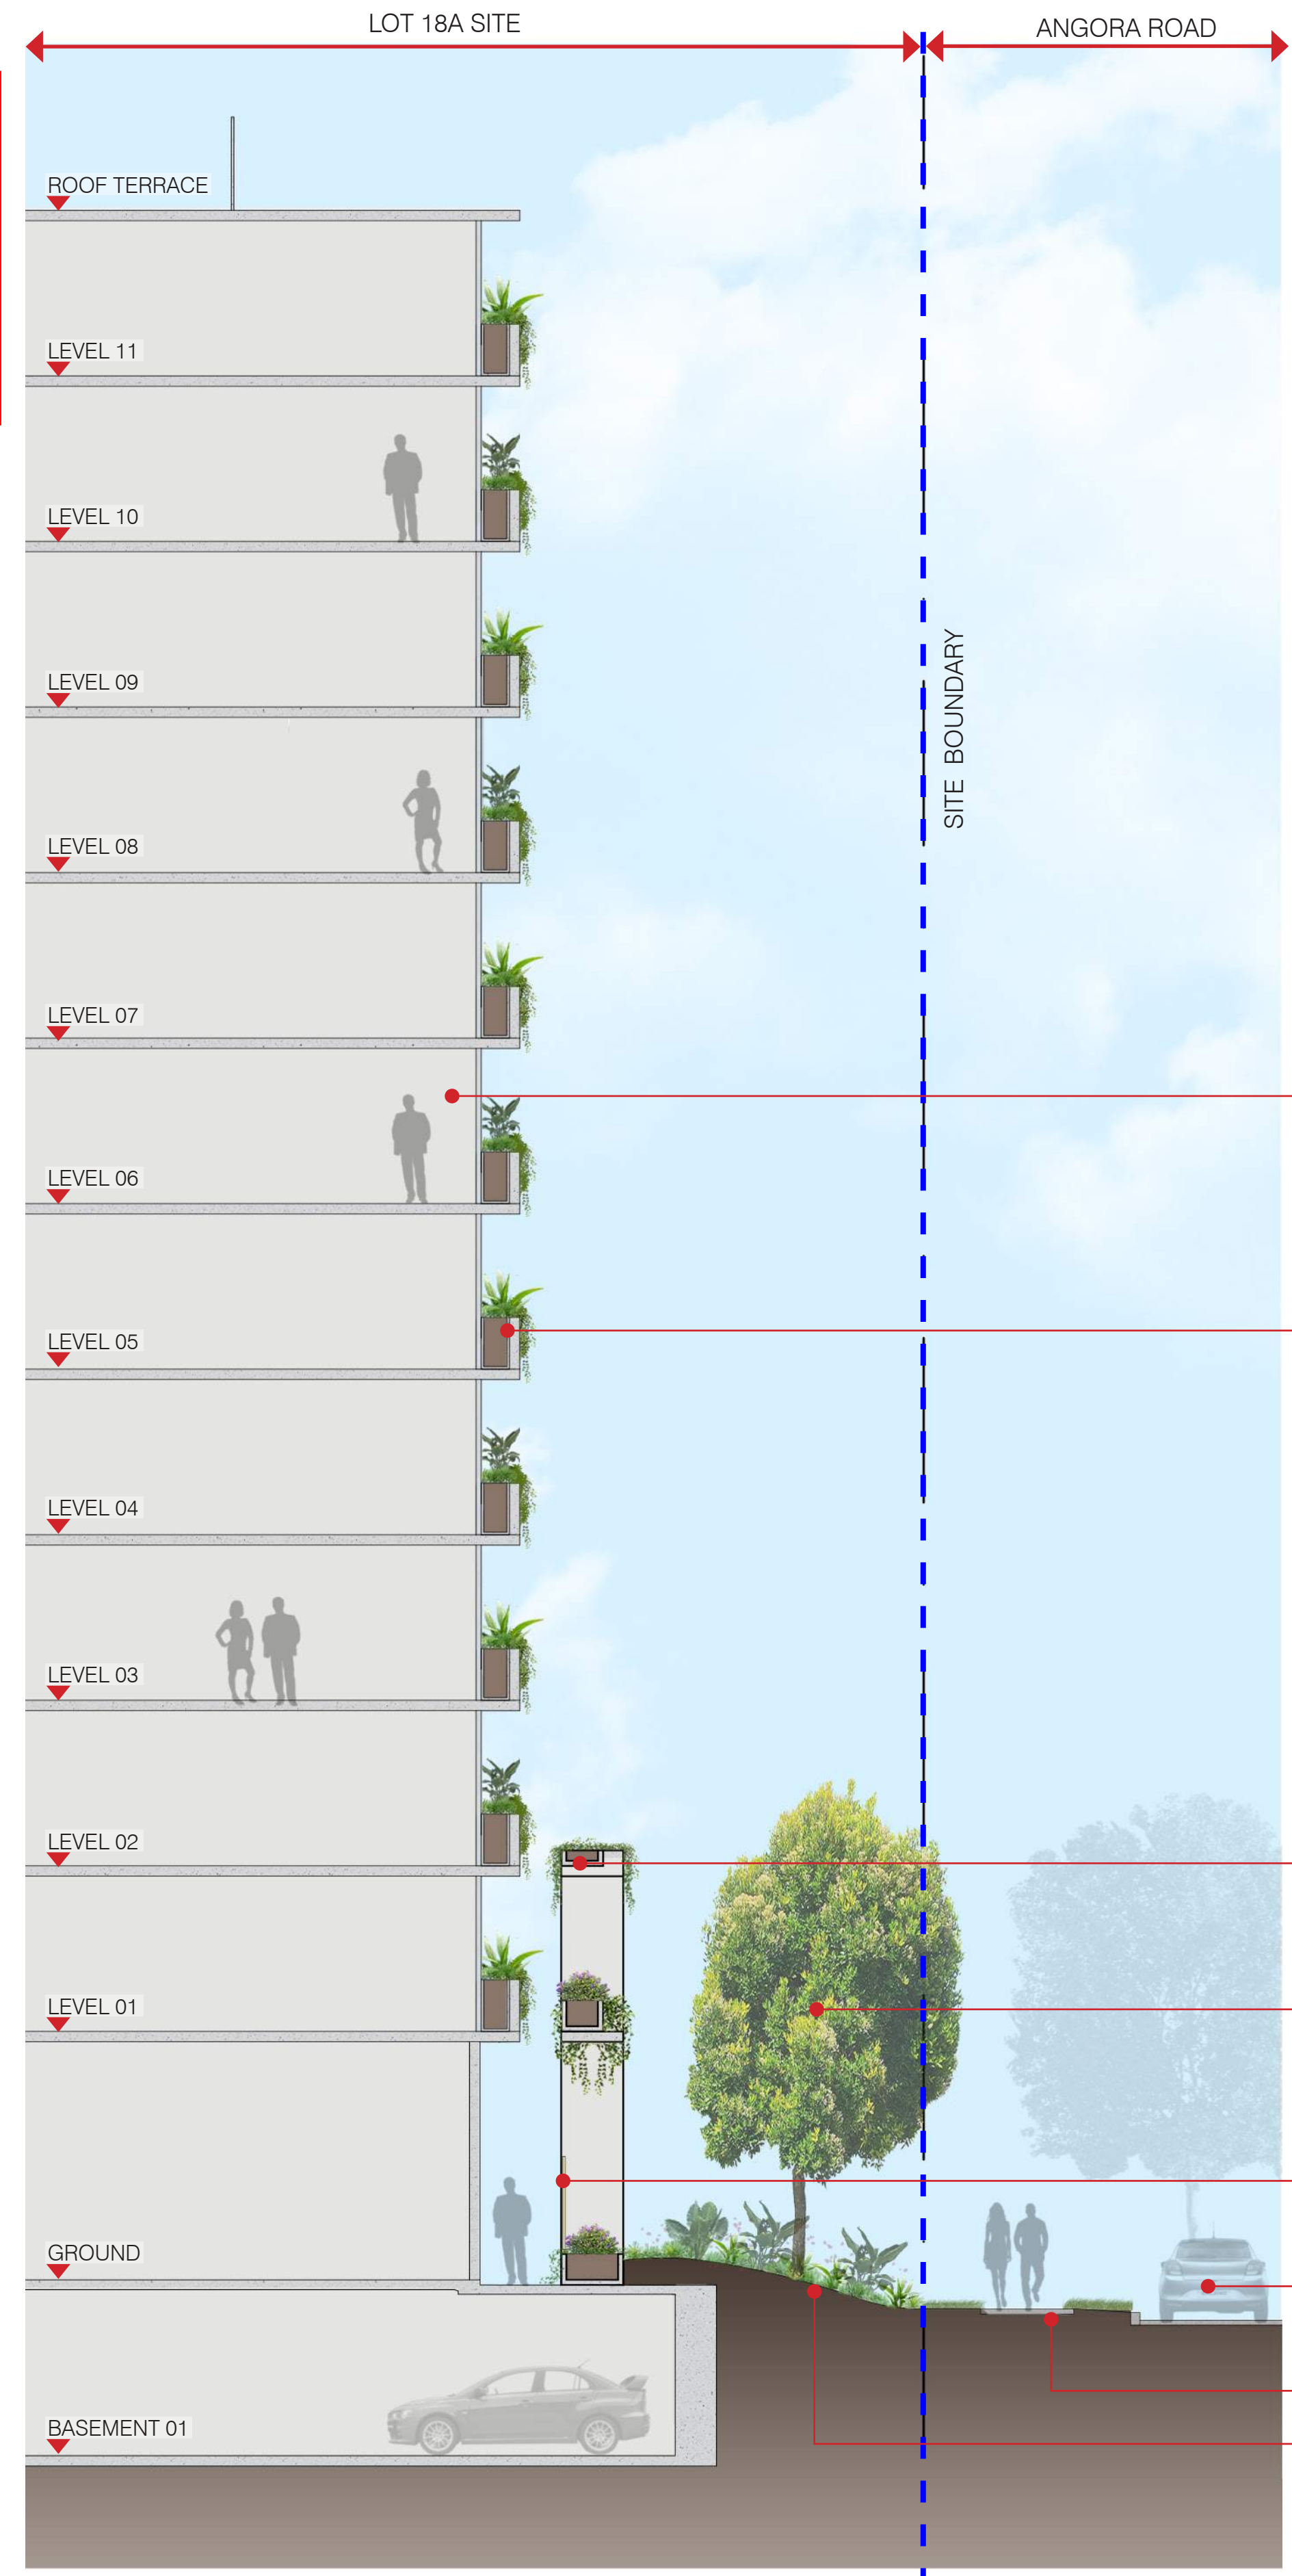 LOT 18A SITE
ANGORA ROAD
ROOF TERRACE
LEVEL 11
LEVEL 10
LEVEL 09
SITE BOUNDARY
LEVEL 08
LEVEL 07
LEVEL 06
LEVEL 05
LEVEL 04
LEVEL 03
LEVEL 02
LEVEL 01
GROUND
BASEMENT 01